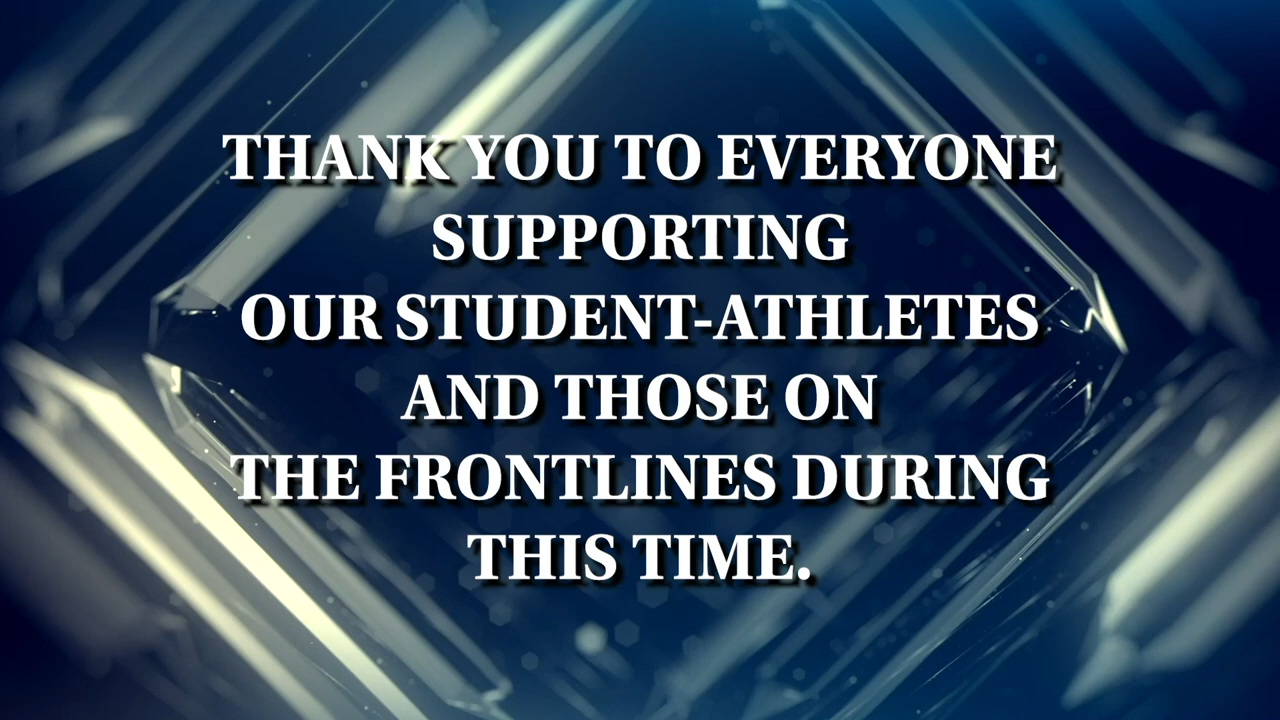 THANK YOU TO EVERYONE
SUPPORTING
OUR STUDENT-ATHLETES
AND THOSE ON
THE FRONTLINES DURING
THIS TIME.